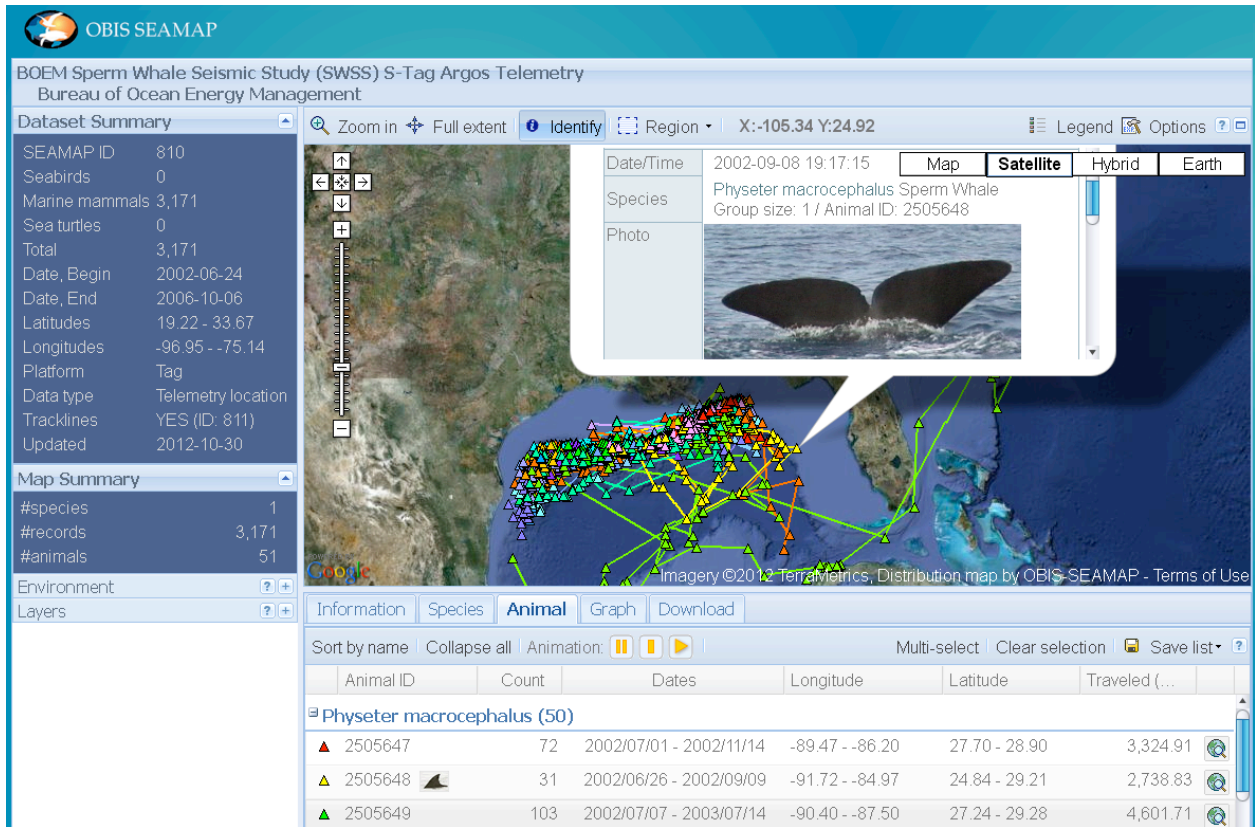 OBIS SEAMAP
BOEM Sperm Whale Seismic Study (SWSS) S-Tag Argos Telemetry
Bureau of Ocean Energy Management
Dataset Summary
SEAMAP ID 810
Seabirds 0
Marine mammals 3,171
Sea turtles 0
Total 3,171
Date, Begin 2002-06-24
Date, End 2006-10-06
Latitudes 19.22 - 33.67
Longitudes -96.95 - -75.14
Platform Tag
Data type Telemetry location
Tracklines YES (ID: 811)
Updated 2012-10-30
Map Summary
#species 1
#records 3,171
#animals 51
Environment ? +
Layers ? +
Zoom in Full extent Identify Region X:-105.34 Y:24.92 Legend Options ?
Map Satellite Hybrid Earth
Date/Time 2002-09-08 19:17:15
Species Physeter macrocephalus Sperm Whale
Group size: 1 / Animal ID: 2505648
Photo
Google
Imagery ©2012 TerraMetrics, Distribution map by OBIS-SEAMAP - Terms of Use
Information Species Animal Graph Download
Sort by name Collapse all Animation: Multi-select Clear selection Save list ?
Animal ID Count Dates Longitude Latitude Traveled (...
Physeter macrocephalus (50)
2505647 72 2002/07/01 - 2002/11/14 -89.47 - -86.20 27.70 - 28.90 3,324.91
2505648 31 2002/06/26 - 2002/09/09 -91.72 - -84.97 24.84 - 29.21 2,738.83
2505649 103 2002/07/07 - 2003/07/14 -90.40 - -87.50 27.24 - 29.28 4,601.71